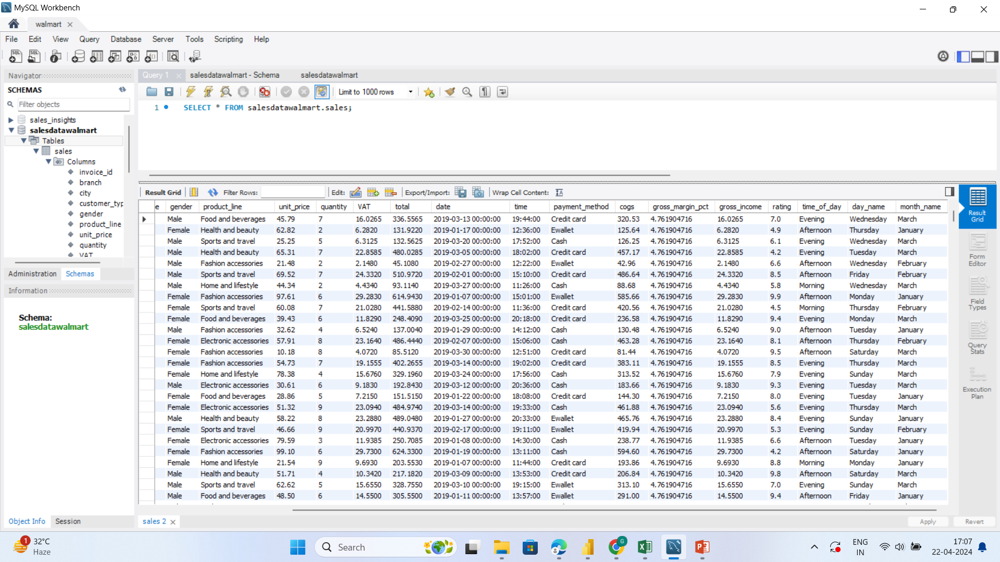 MySQL Workbench
walmart
File Edit View Query Database Server Tools Scripting Help
Navigator
SCHEMAS
Filter objects
sales_insights
salesdatawalmart
Tables
sales
Columns
invoice_id
branch
city
customer_typ
gender
product_line
unit_price
quantity
VAT
Administration Schemas
Information
Schema:
salesdatawalmart
Object Info Session
Query 1 salesdatawalmart - Schema salesdatawalmart
Limit to 1000 rows
1 SELECT * FROM salesdatawalmart.sales;
Result Grid Filter Rows: Edit: Export/Import: Wrap Cell Content:
e gender product_line unit_price quantity VAT total date time payment_method cogs gross_margin_pct gross_income rating time_of_day day_name month_name
Male Food and beverages 45.79 7 16.0265 336.5565 2019-03-13 00:00:00 19:44:00 Credit card 320.53 4.761904716 16.0265 7.0 Evening Wednesday March
Female Health and beauty 62.82 2 6.2820 131.9220 2019-01-17 00:00:00 12:36:00 Ewallet 125.64 4.761904716 6.2820 4.9 Afternoon Thursday January
Male Sports and travel 25.25 5 6.3125 132.5625 2019-03-20 00:00:00 17:52:00 Cash 126.25 4.761904716 6.3125 6.1 Evening Wednesday March
Male Health and beauty 65.31 7 22.8585 480.0285 2019-03-05 00:00:00 18:02:00 Credit card 457.17 4.761904716 22.8585 4.2 Evening Tuesday March
Male Fashion accessories 21.48 2 2.1480 45.1080 2019-02-27 00:00:00 12:22:00 Ewallet 42.96 4.761904716 2.1480 6.6 Afternoon Wednesday February
Male Sports and travel 69.52 7 24.3320 510.9720 2019-02-01 00:00:00 15:10:00 Credit card 486.64 4.761904716 24.3320 8.5 Afternoon Friday February
Male Home and lifestyle 44.34 2 4.4340 93.1140 2019-03-27 00:00:00 11:26:00 Cash 88.68 4.761904716 4.4340 5.8 Morning Wednesday March
Female Fashion accessories 97.61 6 29.2830 614.9430 2019-01-07 00:00:00 15:01:00 Ewallet 585.66 4.761904716 29.2830 9.9 Afternoon Monday January
Female Sports and travel 60.08 7 21.0280 441.5880 2019-02-14 00:00:00 11:36:00 Credit card 420.56 4.761904716 21.0280 4.5 Morning Thursday February
Female Food and beverages 39.43 6 11.8290 248.4090 2019-03-25 00:00:00 20:18:00 Credit card 236.58 4.761904716 11.8290 9.4 Evening Monday March
Male Fashion accessories 32.62 4 6.5240 137.0040 2019-01-29 00:00:00 14:12:00 Cash 130.48 4.761904716 6.5240 9.0 Afternoon Tuesday January
Female Electronic accessories 57.91 8 23.1640 486.4440 2019-02-07 00:00:00 15:06:00 Cash 463.28 4.761904716 23.1640 8.1 Afternoon Thursday February
Female Fashion accessories 10.18 8 4.0720 85.5120 2019-03-30 00:00:00 12:51:00 Credit card 81.44 4.761904716 4.0720 9.5 Afternoon Saturday March
Female Fashion accessories 54.73 7 19.1555 402.2655 2019-03-14 00:00:00 19:02:00 Credit card 383.11 4.761904716 19.1555 8.5 Evening Thursday March
Female Home and lifestyle 78.38 4 15.6760 329.1960 2019-03-24 00:00:00 17:56:00 Cash 313.52 4.761904716 15.6760 7.9 Evening Sunday March
Male Electronic accessories 30.61 6 9.1830 192.8430 2019-03-12 00:00:00 20:36:00 Cash 183.66 4.761904716 9.1830 9.3 Evening Tuesday March
Female Food and beverages 28.86 5 7.2150 151.5150 2019-01-22 00:00:00 18:08:00 Credit card 144.30 4.761904716 7.2150 8.0 Evening Tuesday January
Female Electronic accessories 51.32 9 23.0940 484.9740 2019-03-14 00:00:00 19:33:00 Cash 461.88 4.761904716 23.0940 5.6 Evening Thursday March
Male Health and beauty 58.22 8 23.2880 489.0480 2019-01-27 00:00:00 20:33:00 Ewallet 465.76 4.761904716 23.2880 8.4 Evening Sunday January
Female Sports and travel 46.66 9 20.9970 440.9370 2019-02-17 00:00:00 19:11:00 Ewallet 419.94 4.761904716 20.9970 5.3 Evening Sunday February
Female Electronic accessories 79.59 3 11.9385 250.7085 2019-01-08 00:00:00 14:30:00 Cash 238.77 4.761904716 11.9385 6.6 Afternoon Tuesday January
Female Fashion accessories 99.10 6 29.7300 624.3300 2019-01-19 00:00:00 13:11:00 Cash 594.60 4.761904716 29.7300 4.2 Afternoon Saturday January
Female Home and lifestyle 21.54 9 9.6930 203.5530 2019-01-07 00:00:00 11:44:00 Credit card 193.86 4.761904716 9.6930 8.8 Morning Monday January
Male Health and beauty 51.71 4 10.3420 217.1820 2019-03-09 00:00:00 13:53:00 Credit card 206.84 4.761904716 10.3420 9.8 Afternoon Saturday March
Male Sports and travel 62.62 5 15.6550 328.7550 2019-03-10 00:00:00 19:15:00 Ewallet 313.10 4.761904716 15.6550 7.0 Evening Sunday March
Male Food and beverages 48.50 6 14.5500 305.5500 2019-01-11 00:00:00 13:57:00 Ewallet 291.00 4.761904716 14.5500 9.4 Afternoon Friday January
Result
Grid
Form
Editor
Field
Types
Query
Stats
Execution
Plan
sales 2 Apply Revert
1
32°C
Haze
Search
G
ENG
IN
17:07
22-04-2024